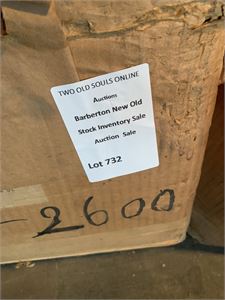 TWO OLD SOULS ONLINE
Auctions
Barberton New Old
Stock Inventory Sale
Auction Sale
Lot 732
-2600